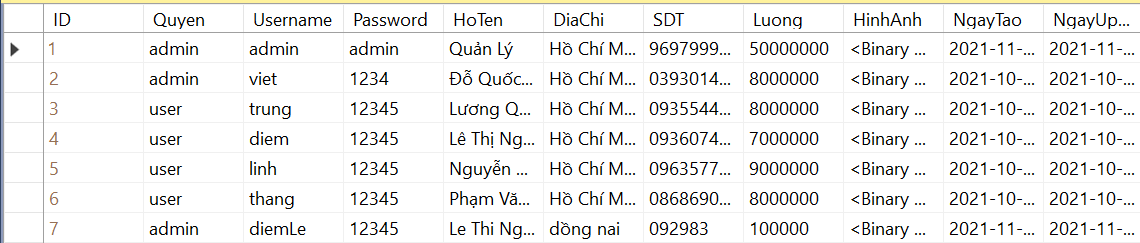 ID Quyen Username Password HoTen DiaChi SDT Luong HinhAnh NgayTao NgayUp...
1 admin admin admin Quản Lý Hồ Chí M... 9697999... 50000000 <Binary ... 2021-11-... 2021-11-...
2 admin viet 1234 Đỗ Quốc... Hồ Chí M... 0393014... 8000000 <Binary ... 2021-10-... 2021-10-...
3 user trung 12345 Lương Q... Hồ Chí M... 0935544... 8000000 <Binary ... 2021-10-... 2021-10-...
4 user diem 12345 Lê Thị Ng... Hồ Chí M... 0936074... 7000000 <Binary ... 2021-10-... 2021-10-...
5 user linh 12345 Nguyễn ... Hồ Chí M... 0963577... 9000000 <Binary ... 2021-10-... 2021-10-...
6 user thang 12345 Phạm Vă... Hồ Chí M... 0868690... 8000000 <Binary ... 2021-10-... 2021-10-...
7 admin diemLe 12345 Le Thi Ng... dồng nai 092983 100000 <Binary ... 2021-11-... 2021-11-...